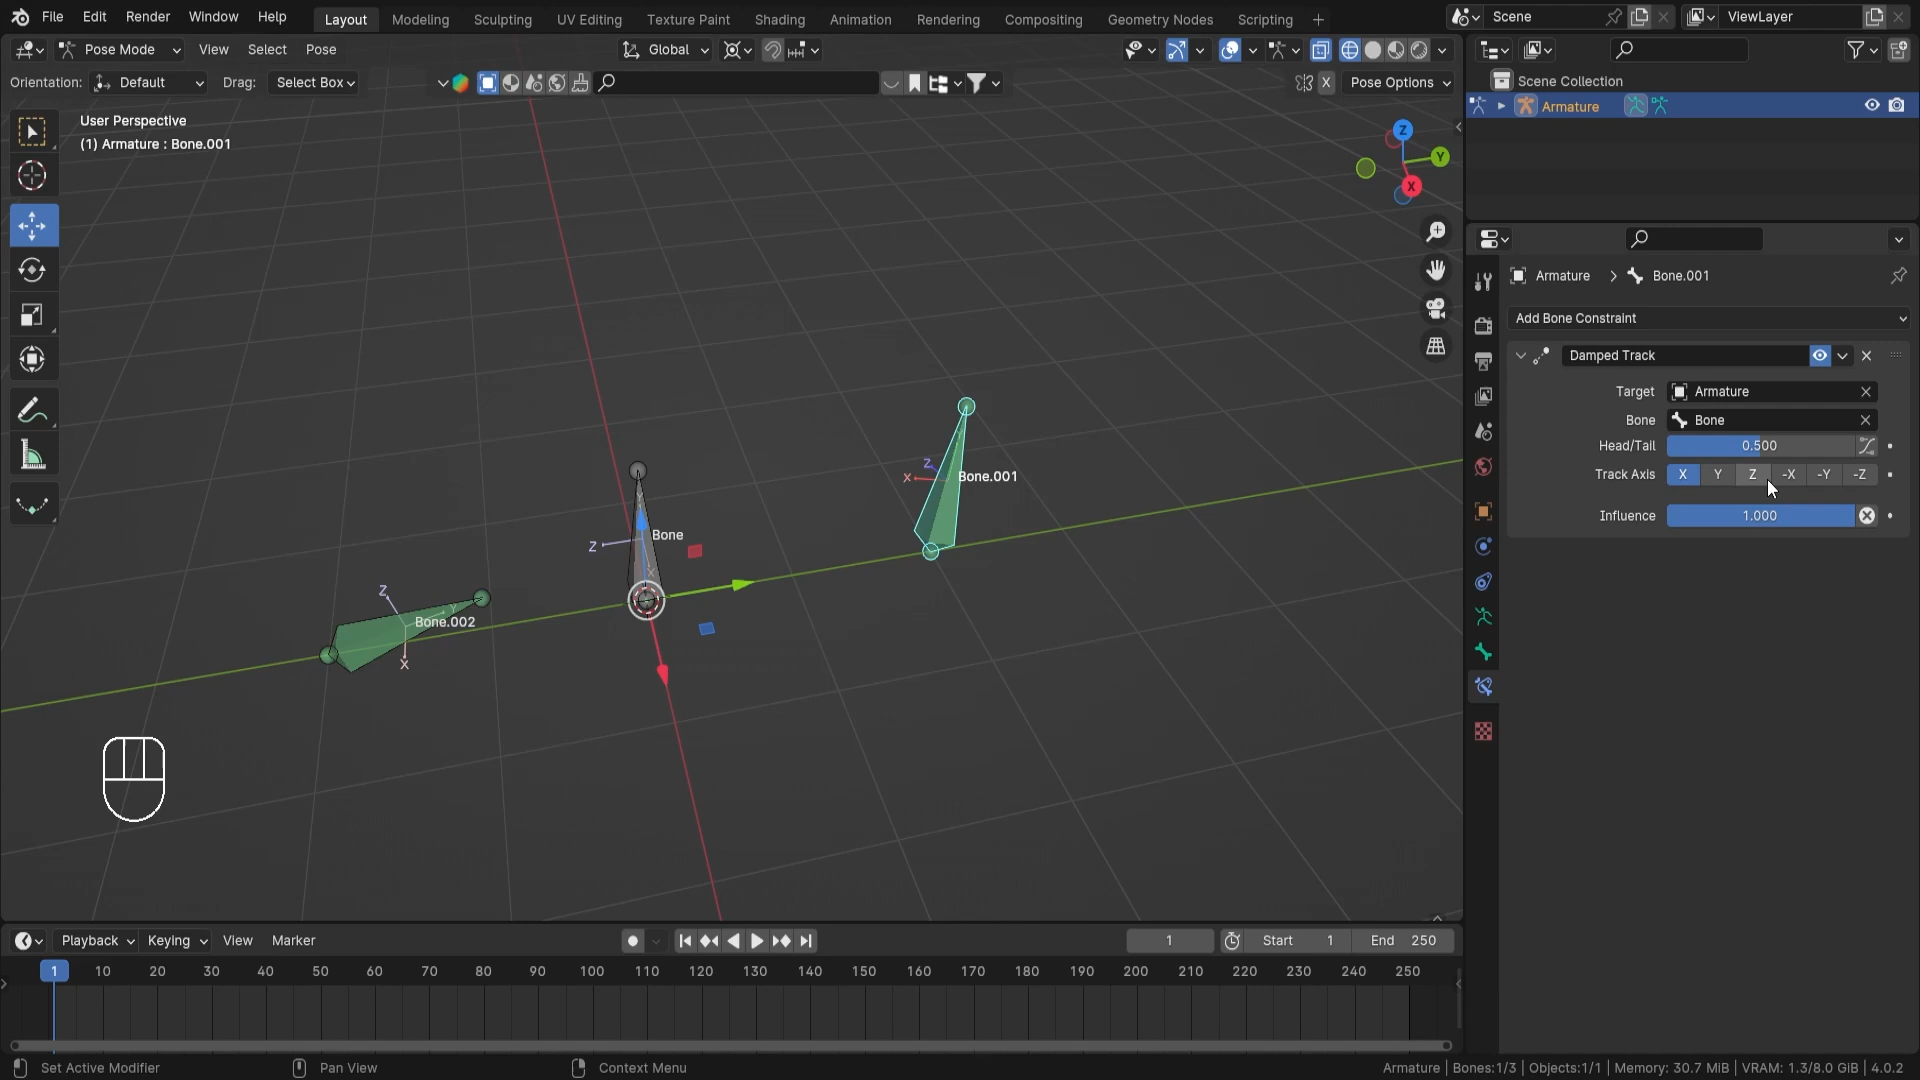 File Edit Render Window Help Layout Modeling Sculpting UV Editing Texture Paint Shading Animation Rendering Compositing Geometry Nodes Scripting + Scene ViewLayer
Pose Mode View Select Pose Global
Orientation: Default Drag: Select Box X Pose Options
Scene Collection
Armature
User Perspective
(1) Armature : Bone.001
Z
Y
X
Armature > Bone.001
Add Bone Constraint
Damped Track
Target Armature
Bone Bone
Head/Tail 0.500
Track Axis X Y Z -X -Y -Z
Influence 1.000
Z
X
Bone.001
Z
Y
X
Bone
Z
Y
X
Bone.002
Playback Keying View Marker 1 Start 1 End 250
1 10 20 30 40 50 60 70 80 90 100 110 120 130 140 150 160 170 180 190 200 210 220 230 240 250
Set Active Modifier Pan View Context Menu Armature | Bones:1/3 | Objects:1/1 | Memory: 30.7 MiB | VRAM: 1.3/8.0 GiB | 4.0.2